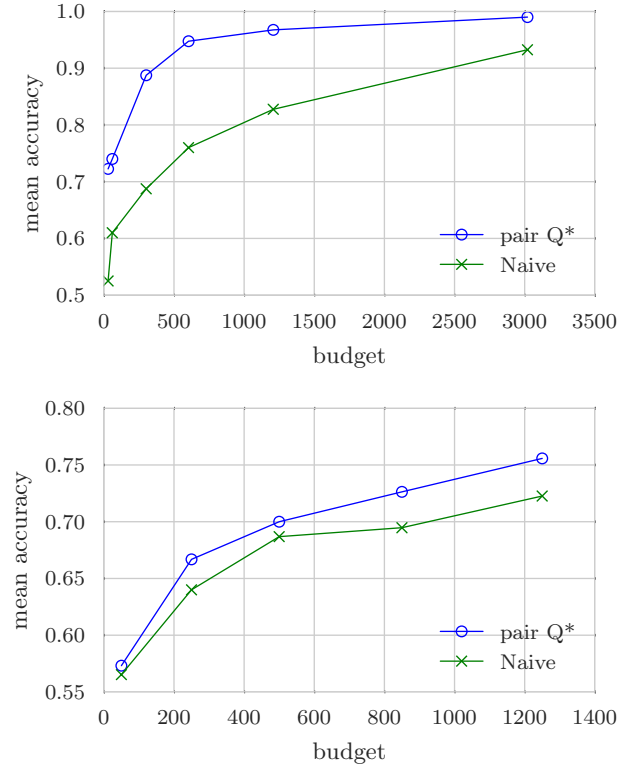 1.0
0.9
0.8
0.7
0.6
0.5
mean accuracy
pair Q*
Naive
0 500 1000 1500 2000 2500 3000 3500
budget
0.80
0.75
0.70
0.65
0.60
0.55
mean accuracy
pair Q*
Naive
0 200 400 600 800 1000 1200 1400
budget